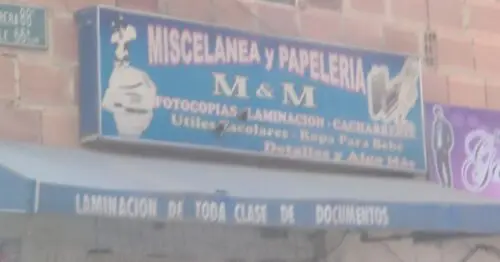 MISCELANEA y PAPELERIA
M & M
FOTOCOPIAS - LAMINACION - CACHARRERIA
Utiles Escolares - Ropa Para Bebé
Detalles y Algo Más
LAMINACION DE TODA CLASE DE DOCUMENTOS